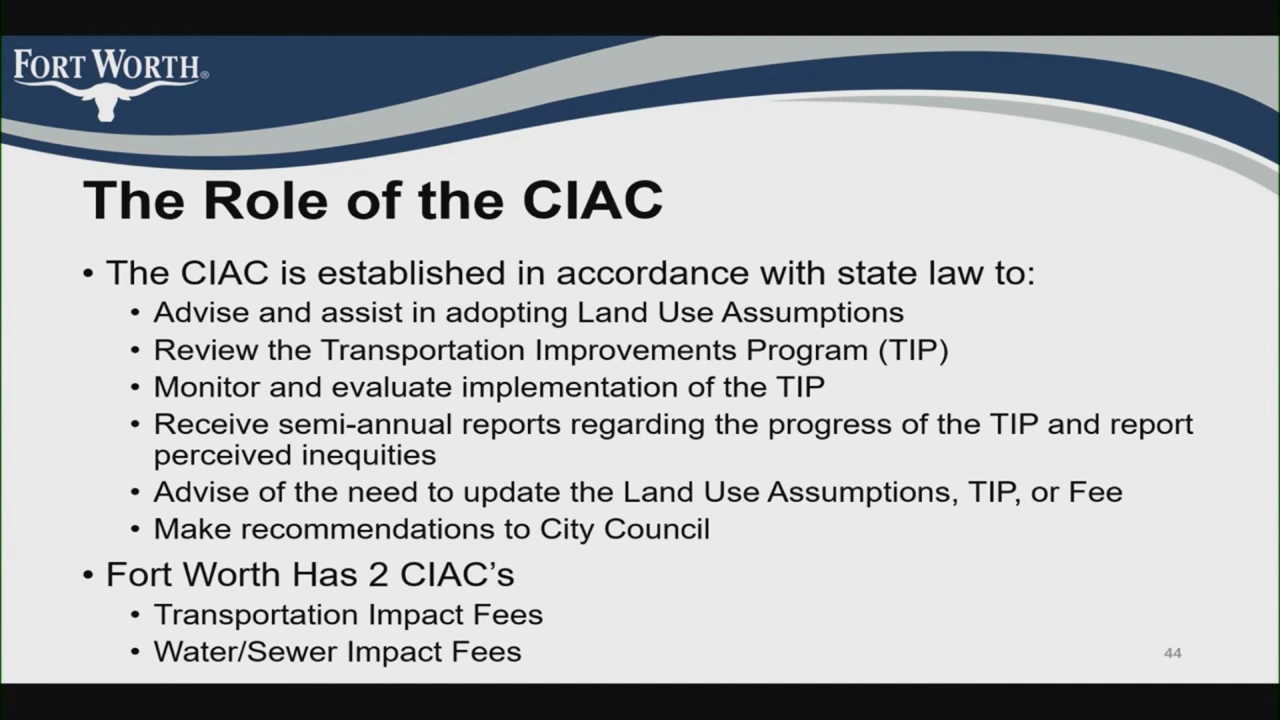 FORT WORTH®
The Role of the CIAC
• The CIAC is established in accordance with state law to:
• Advise and assist in adopting Land Use Assumptions
• Review the Transportation Improvements Program (TIP)
• Monitor and evaluate implementation of the TIP
• Receive semi-annual reports regarding the progress of the TIP and report
perceived inequities
• Advise of the need to update the Land Use Assumptions, TIP, or Fee
• Make recommendations to City Council
• Fort Worth Has 2 CIAC’s
• Transportation Impact Fees
• Water/Sewer Impact Fees
44